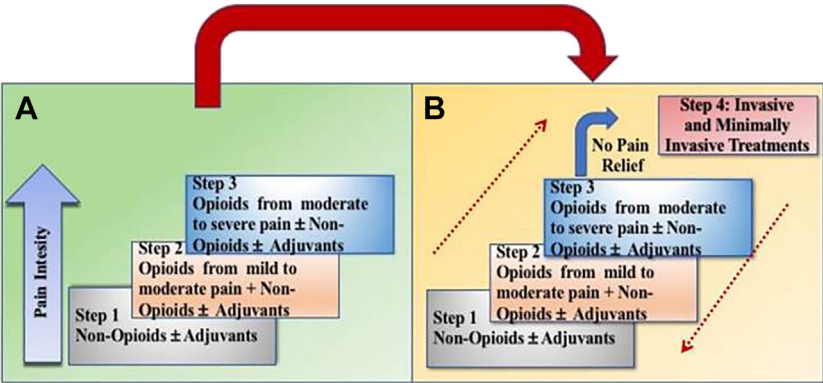 A
Pain Intesity
Step 3
Opioids from moderate
to severe pain ± Non-
Opioids ± Adjuvants
Step 2
Opioids from mild to
moderate pain + Non-
Opioids ± Adjuvants
Step 1
Non-Opioids ± Adjuvants
B
Step 4: Invasive
and Minimally
Invasive Treatments
No Pain
Relief
Step 3
Opioids from moderate
to severe pain ± Non-
Opioids ± Adjuvants
Step 2
Opioids from mild to
moderate pain + Non-
Opioids ± Adjuvants
Step 1
Non-Opioids ± Adjuvants